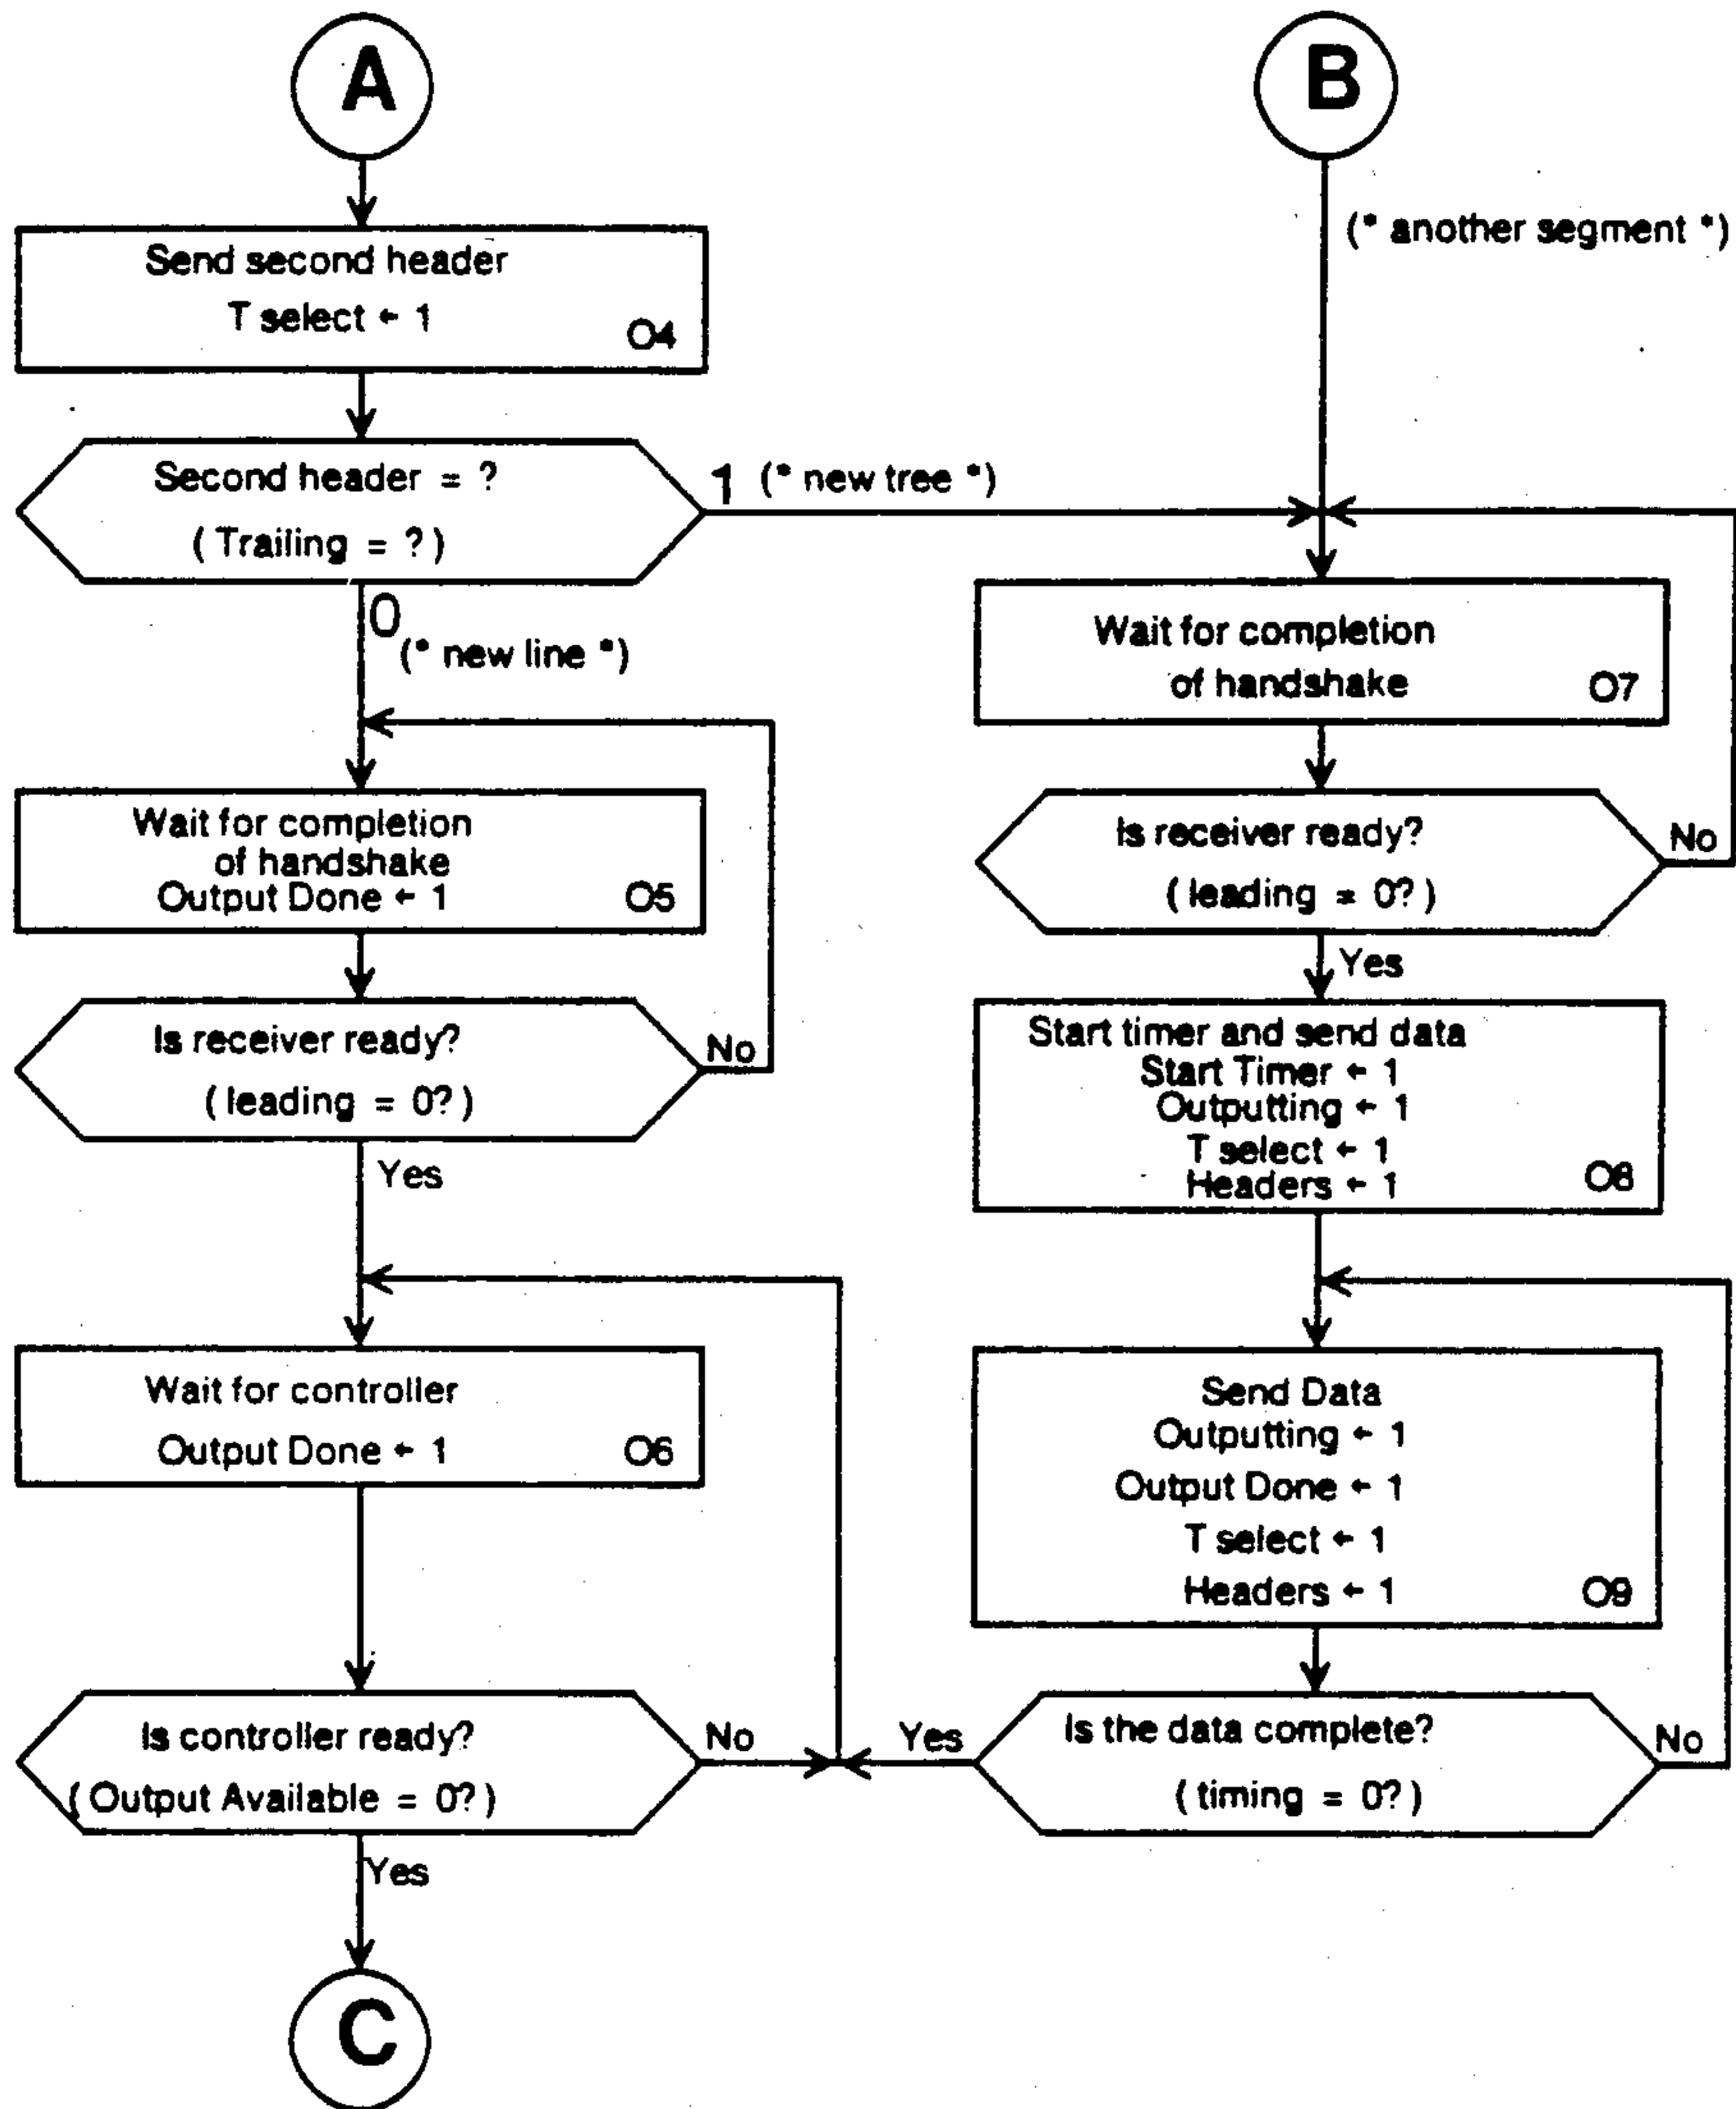 A
Send second header
T select ← 1
O4
Second header = ?
( Trailing = ? )
1 (* new tree *)
0
(* new line *)
Wait for completion
of handshake
Output Done ← 1
O5
Is receiver ready?
( leading = 0? )
No
Yes
Wait for controller
Output Done ← 1
O6
Is controller ready?
( Output Available = 0? )
No
Yes
C
B
(* another segment *)
Wait for completion
of handshake
O7
Is receiver ready?
( leading = 0? )
No
Yes
Start timer and send data
Start Timer ← 1
Outputting ← 1
T select ← 1
Headers ← 1
O8
Send Data
Outputting ← 1
Output Done ← 1
T select ← 1
Headers ← 1
O9
Is the data complete?
( timing = 0? )
Yes
No